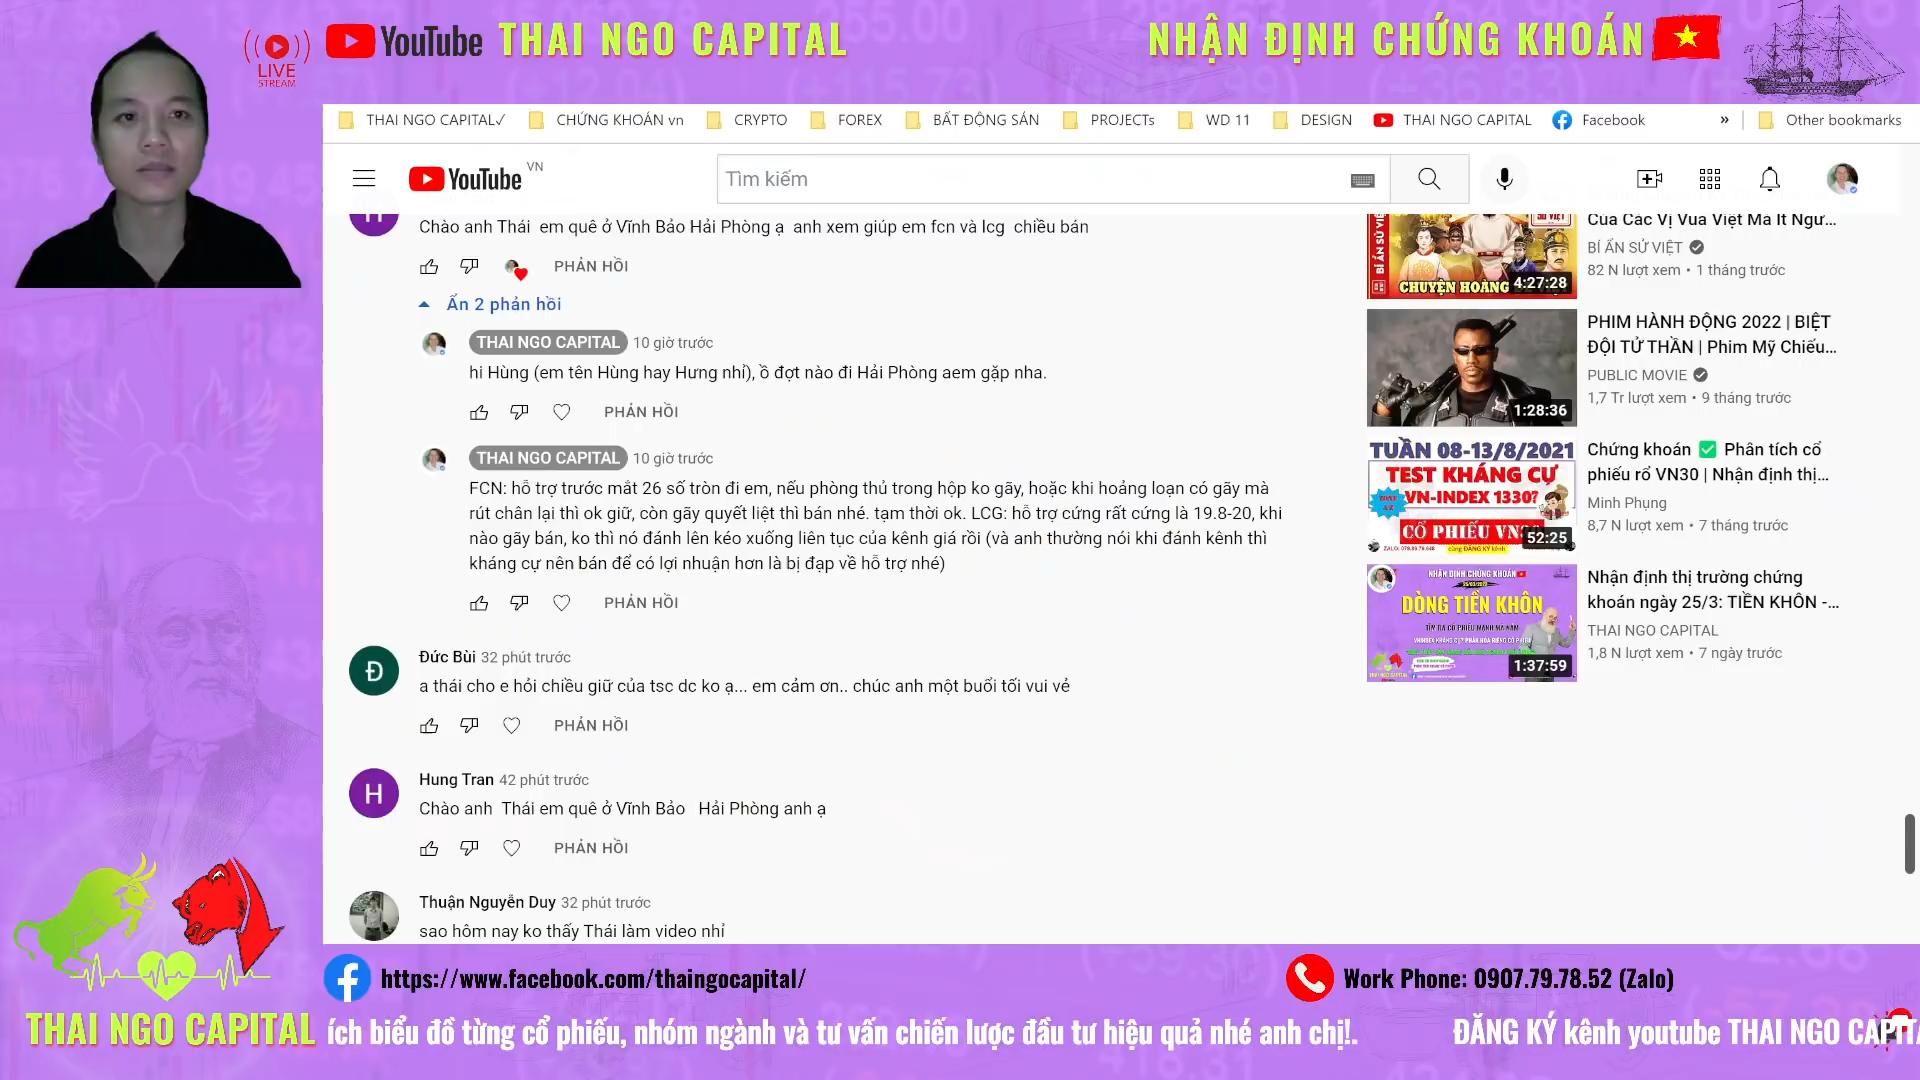 LIVE
STREAM
YouTube THAI NGO CAPITAL
NHẬN ĐỊNH CHỨNG KHOÁN
THAI NGO CAPITAL✓ CHỨNG KHOÁN vn CRYPTO FOREX BẤT ĐỘNG SẢN PROJECTs WD 11 DESIGN THAI NGO CAPITAL Facebook » Other bookmarks
YouTube VN
Tìm kiếm
H
Chào anh Thái em quê ở Vĩnh Bảo Hải Phòng ạ anh xem giúp em fcn và lcg chiều bán
PHẢN HỒI
Ẩn 2 phản hồi
THAI NGO CAPITAL 10 giờ trước
hi Hùng (em tên Hùng hay Hưng nhỉ), ồ đợt nào đi Hải Phòng aem gặp nha.
PHẢN HỒI
THAI NGO CAPITAL 10 giờ trước
FCN: hỗ trợ trước mắt 26 số tròn đi em, nếu phòng thủ trong hộp ko gãy, hoặc khi hoảng loạn có gãy mà
rút chân lại thì ok giữ, còn gãy quyết liệt thì bán nhé. tạm thời ok. LCG: hỗ trợ cứng rất cứng là 19.8-20, khi
nào gãy bán, ko thì nó đánh lên kéo xuống liên tục của kênh giá rồi (và anh thường nói khi đánh kênh thì
kháng cự nên bán để có lợi nhuận hơn là bị đạp về hỗ trợ nhé)
PHẢN HỒI
Đ
Đức Bùi 32 phút trước
a thái cho e hỏi chiều giữ của tsc dc ko ạ... em cảm ơn.. chúc anh một buổi tối vui vẻ
PHẢN HỒI
H
Hung Tran 42 phút trước
Chào anh Thái em quê ở Vĩnh Bảo Hải Phòng anh ạ
PHẢN HỒI
Thuận Nguyễn Duy 32 phút trước
sao hôm nay ko thấy Thái làm video nhỉ
BÍ ẨN SỬ VIỆT
4:27:28
Của Các Vị Vua Việt Mà Ít Ngư...
BÍ ẨN SỬ VIỆT
82 N lượt xem • 1 tháng trước
1:28:36
PHIM HÀNH ĐỘNG 2022 | BIỆT
ĐỘI TỬ THẦN | Phim Mỹ Chiếu...
PUBLIC MOVIE
1,7 Tr lượt xem • 9 tháng trước
TUẦN 08-13/8/2021
TEST KHÁNG CỰ
VN-INDEX 1330?
CỔ PHIẾU
52:25
Chứng khoán ✅ Phân tích cổ
phiếu rổ VN30 | Nhận định thị...
Minh Phụng
8,7 N lượt xem • 7 tháng trước
NHẬN ĐỊNH CHỨNG KHOÁN
DÒNG TIỀN KHÔN
1:37:59
Nhận định thị trường chứng
khoán ngày 25/3: TIỀN KHÔN -...
THAI NGO CAPITAL
1,8 N lượt xem • 7 ngày trước
https://www.facebook.com/thaingocapital/
Work Phone: 0907.79.78.52 (Zalo)
THAI NGO CAPITAL
ích biểu đồ từng cổ phiếu, nhóm ngành và tư vấn chiến lược đầu tư hiệu quả nhé anh chị!. ĐĂNG KÝ kênh youtube THAI NGO CAPITA